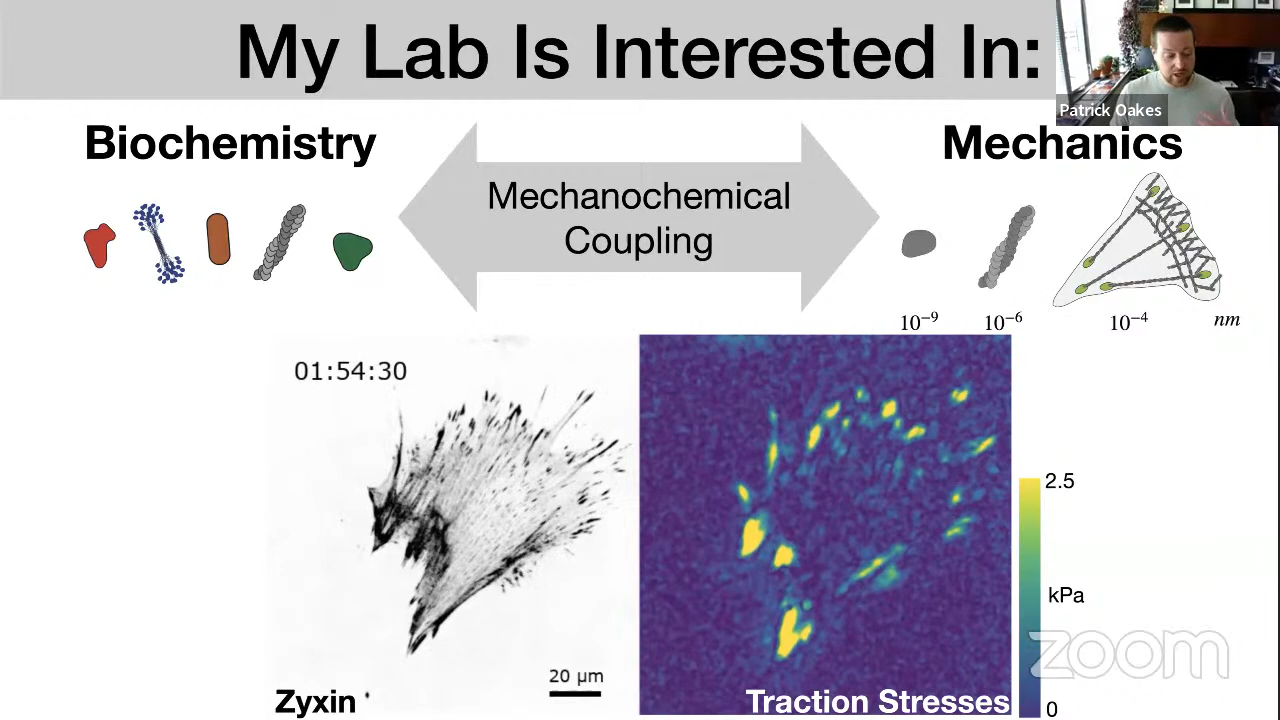 My Lab Is Interested In:
Patrick Oakes
Biochemistry
Mechanochemical
Coupling
Mechanics
10⁻⁹ 10⁻⁶ 10⁻⁴ nm
01:54:30
20 μm
Zyxin
Traction Stresses
2.5
kPa
0
zoom